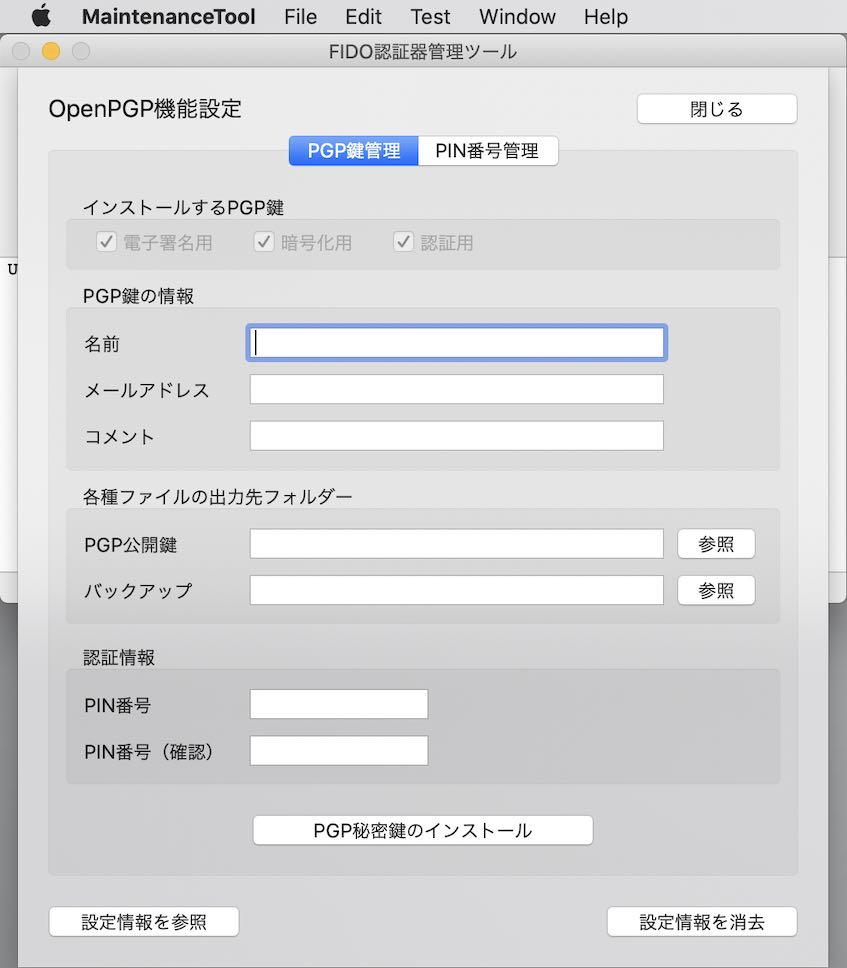 MaintenanceTool File Edit Test Window Help
FIDO認証器管理ツール
OpenPGP機能設定 閉じる
PGP鍵管理 PIN番号管理
インストールするPGP鍵
電子署名用 暗号化用 認証用
U
PGP鍵の情報
名前
メールアドレス
コメント
各種ファイルの出力先フォルダー
PGP公開鍵 参照
バックアップ 参照
認証情報
PIN番号
PIN番号（確認）
PGP秘密鍵のインストール
設定情報を参照 設定情報を消去